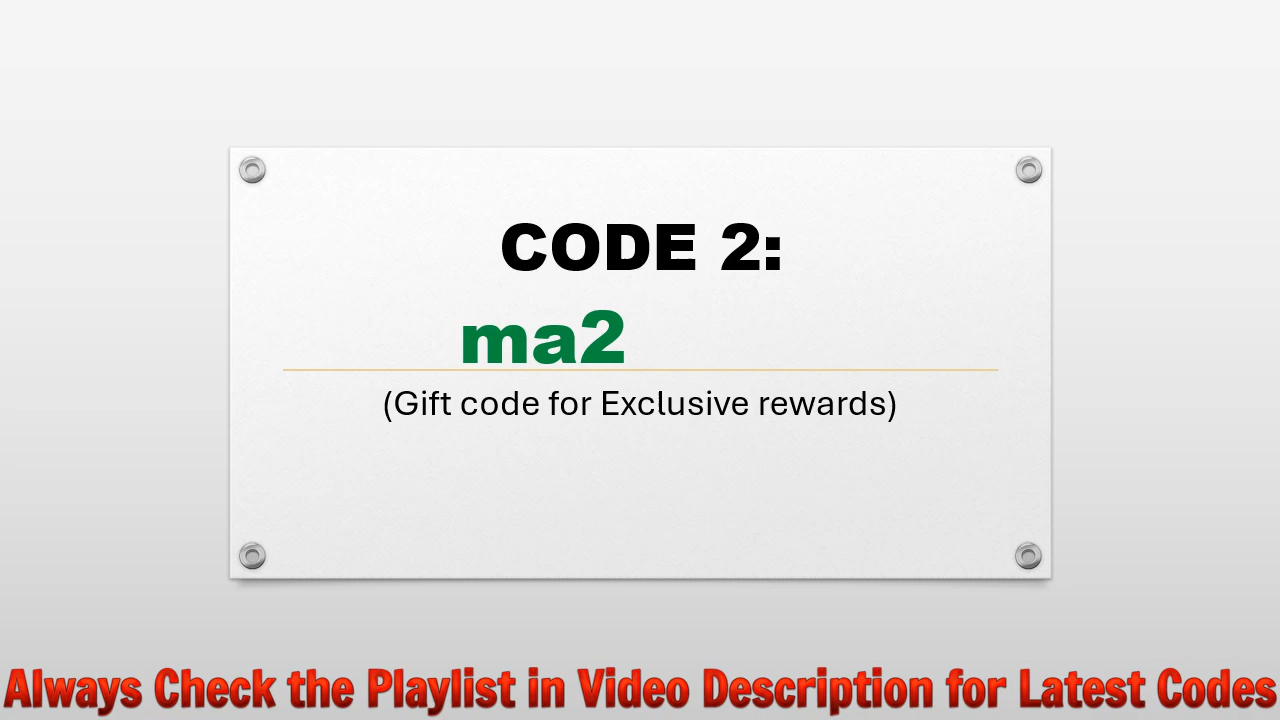 CODE 2:
ma2
(Gift code for Exclusive rewards)
Always Check the Playlist in Video Description for Latest Codes